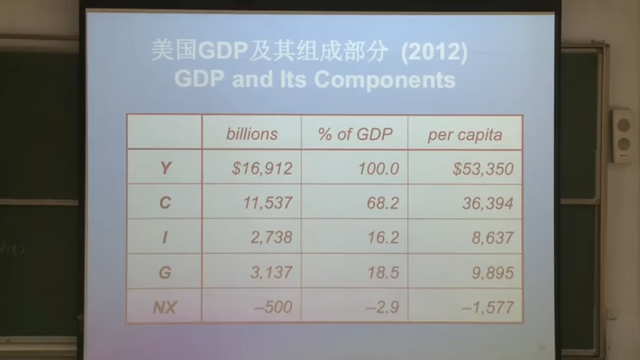 美国GDP及其组成部分 (2012)
GDP and Its Components
billions % of GDP per capita
Y $16,912 100.0 $53,350
C 11,537 68.2 36,394
I 2,738 16.2 8,637
G 3,137 18.5 9,895
NX –500 –2.9 –1,577